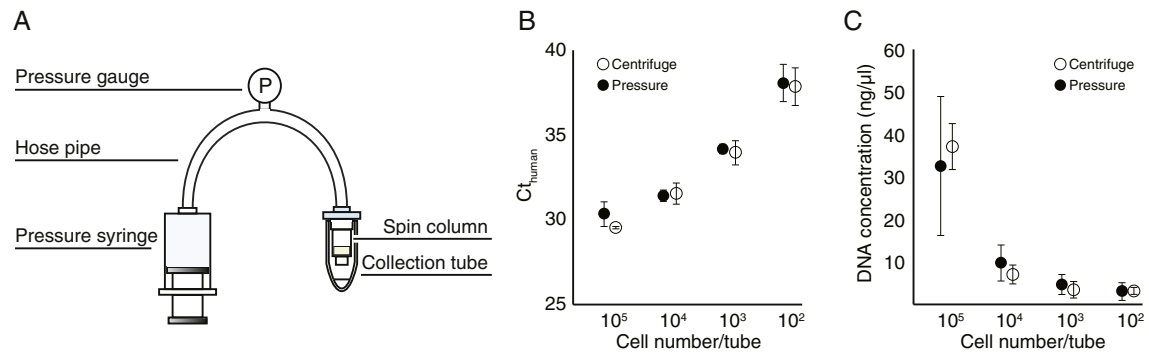 A
Pressure gauge
P
Hose pipe
Pressure syringe
Spin column
Collection tube
B
Centrifuge
Pressure
40
35
30
25
Ct human
10⁵ 10⁴ 10³ 10²
Cell number/tube
C
Centrifuge
Pressure
60
50
40
30
20
10
DNA concentration (ng/µl)
10⁵ 10⁴ 10³ 10²
Cell number/tube